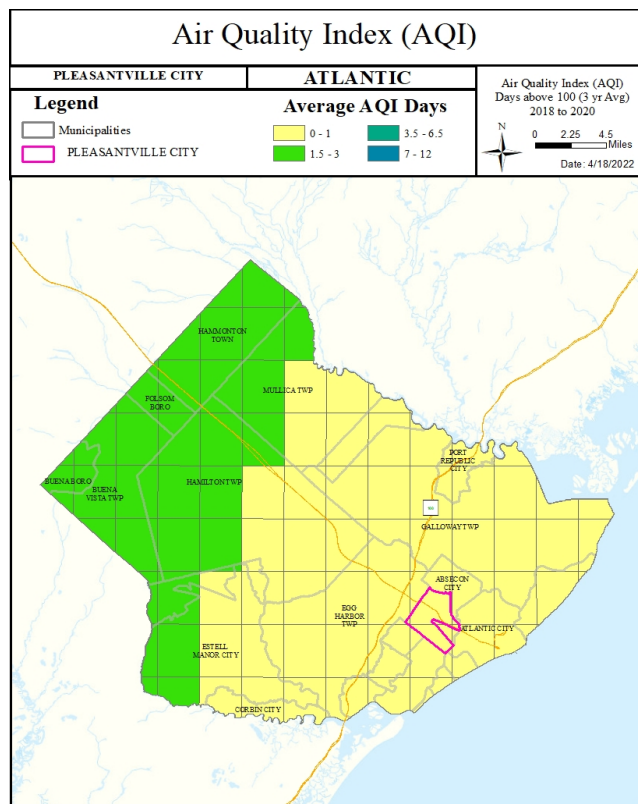 Air Quality Index (AQI)
PLEASANTVILLE CITY
ATLANTIC
Legend
Municipalities
PLEASANTVILLE CITY
Average AQI Days
0 - 1
3.5 - 6.5
1.5 - 3
7 - 12
Air Quality Index (AQI)
Days above 100 (3 yr Avg)
2018 to 2020
N
0 2.25 4.5
Miles
Date: 4/18/2022
HAMMONTON
TOWN
MULLICA TWP
FOLSOM
BORO
PORT
REPUBLIC
CITY
BUENA BORO
BUENA
VISTA TWP
HAMILTON TWP
GALLOWAY TWP
ABSECON
CITY
EGG
HARBOR
TWP
ATLANTIC CITY
ESTELL
MANOR CITY
CORBIN CITY